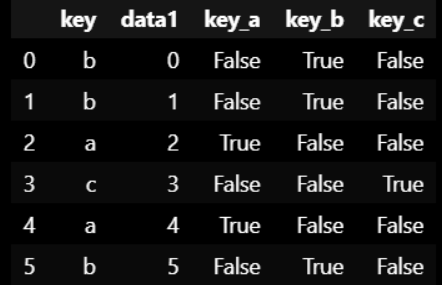 key data1 key_a key_b key_c
0 b 0 False True False
1 b 1 False True False
2 a 2 True False False
3 c 3 False False True
4 a 4 True False False
5 b 5 False True False